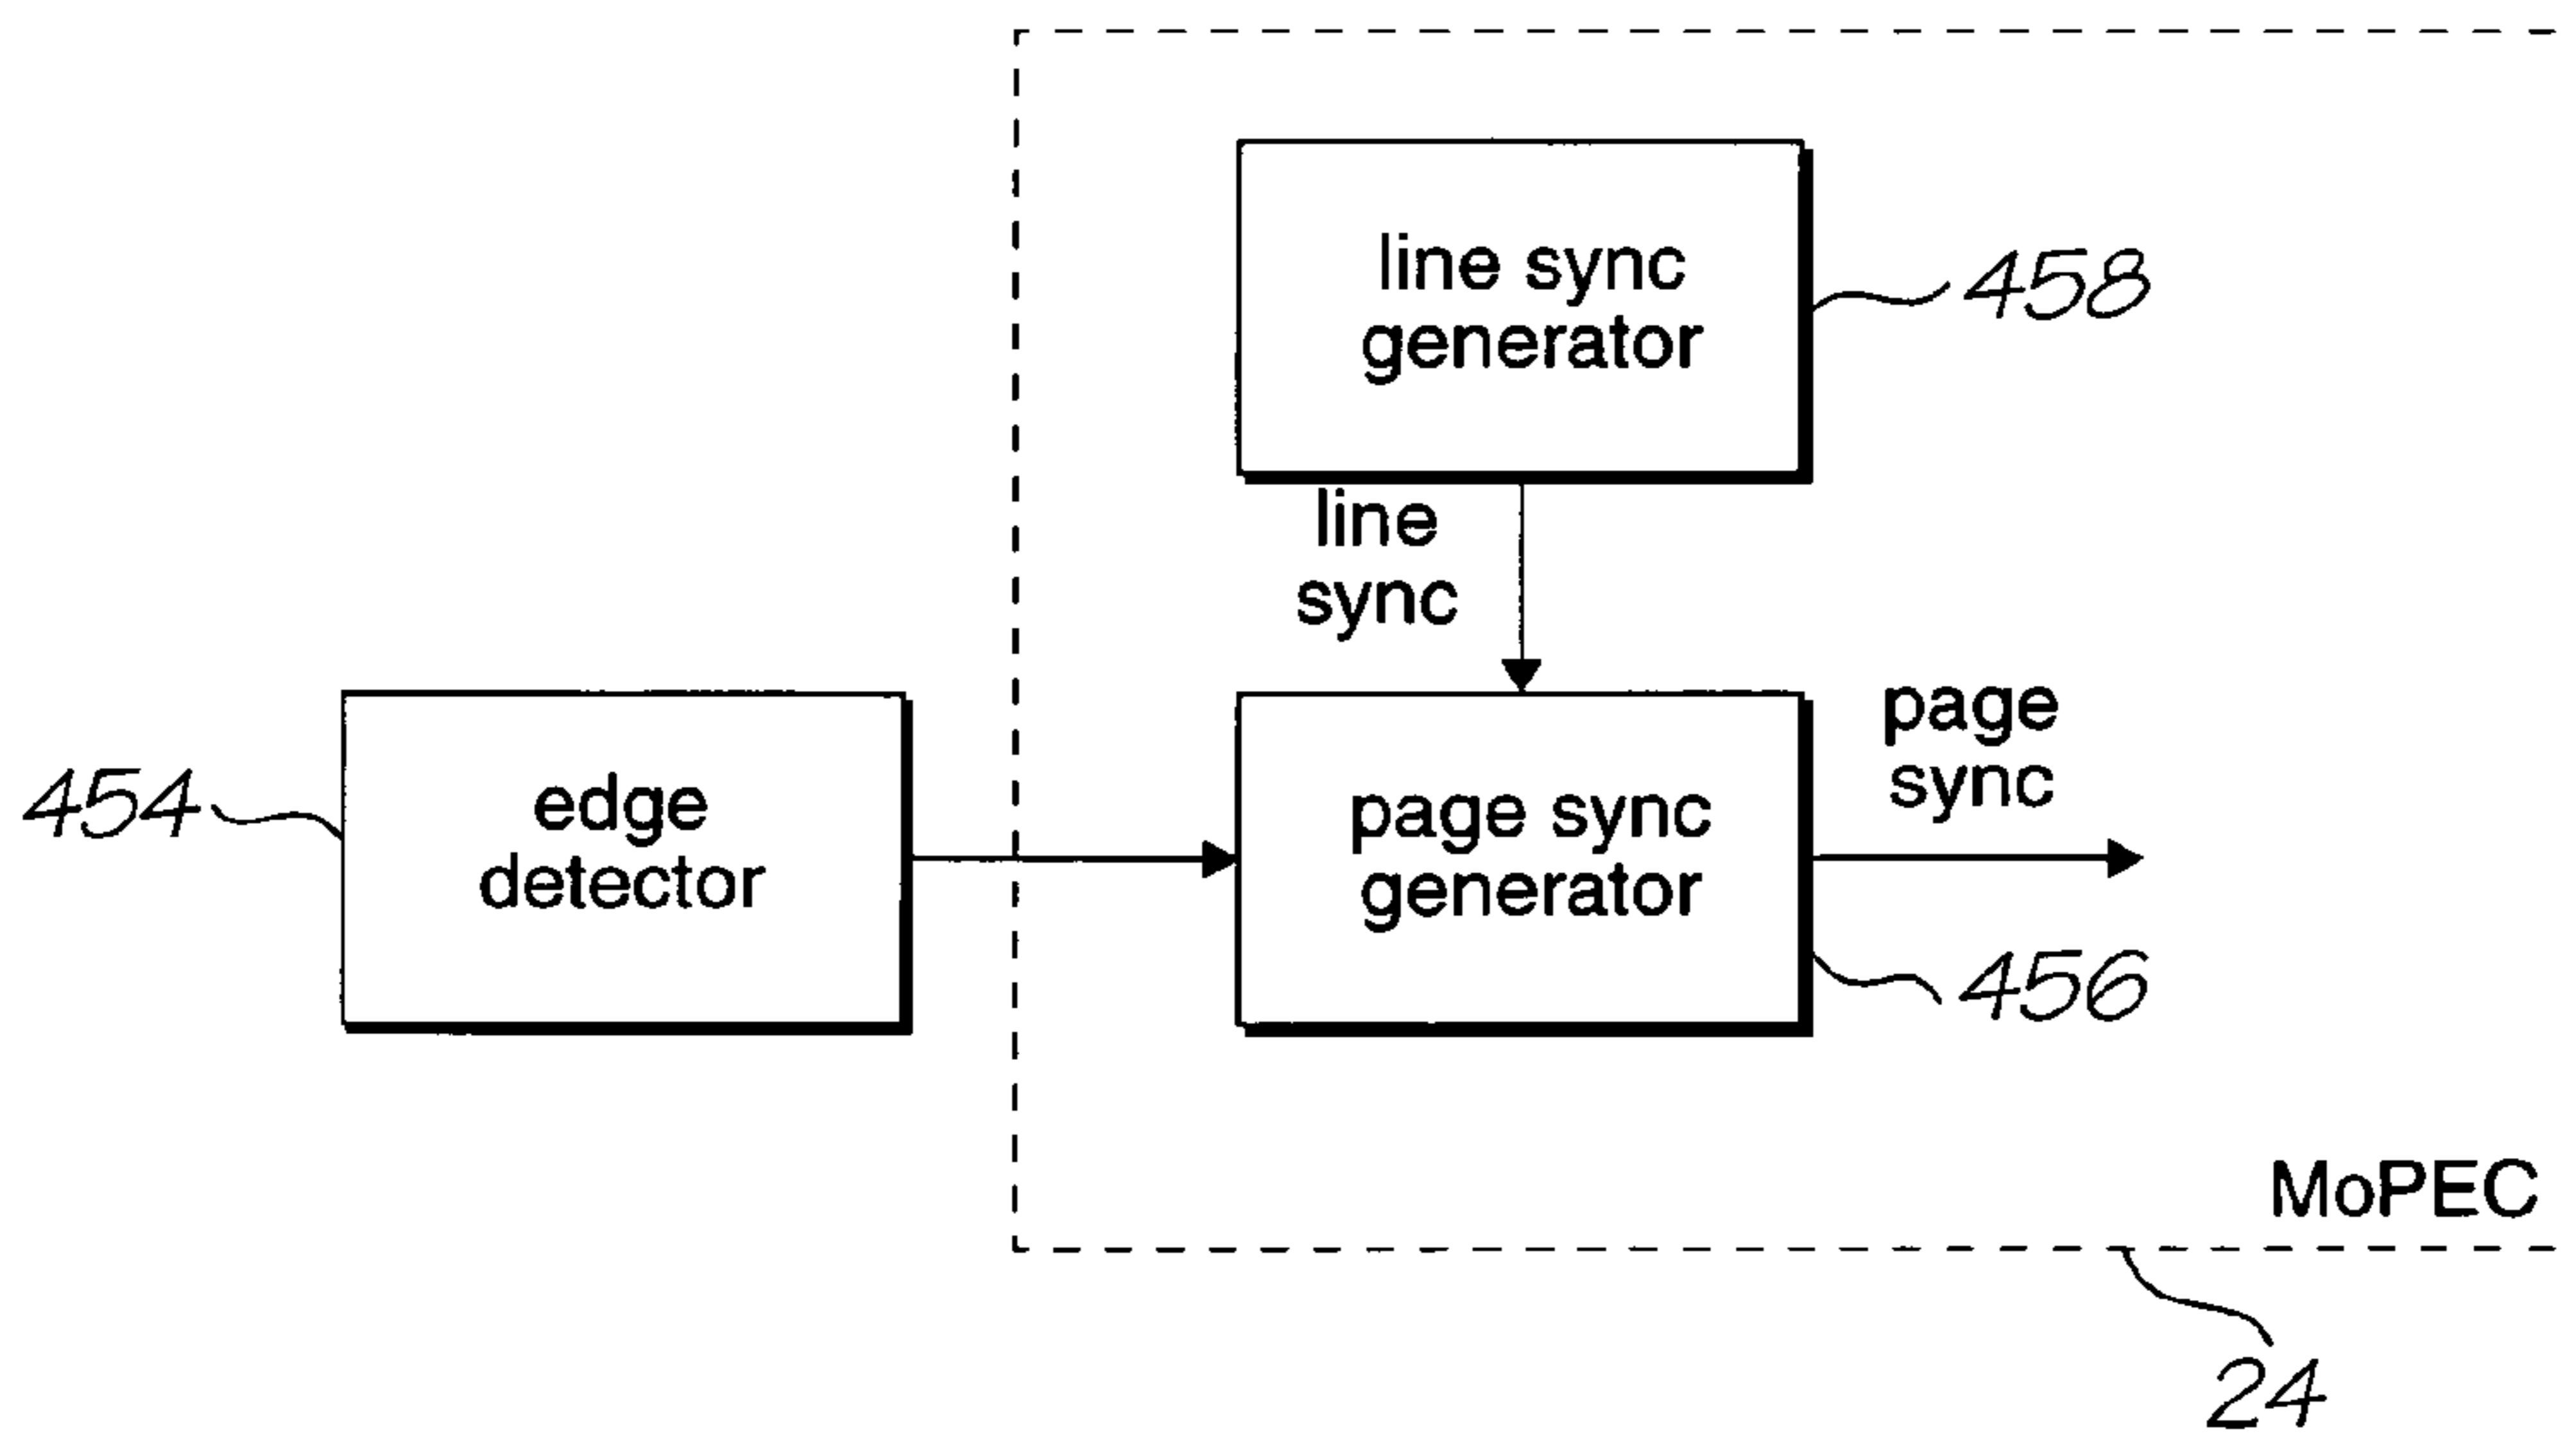 line sync
generator
458
line
sync
page
sync
454
edge
detector
page sync
generator
456
MoPEC
24